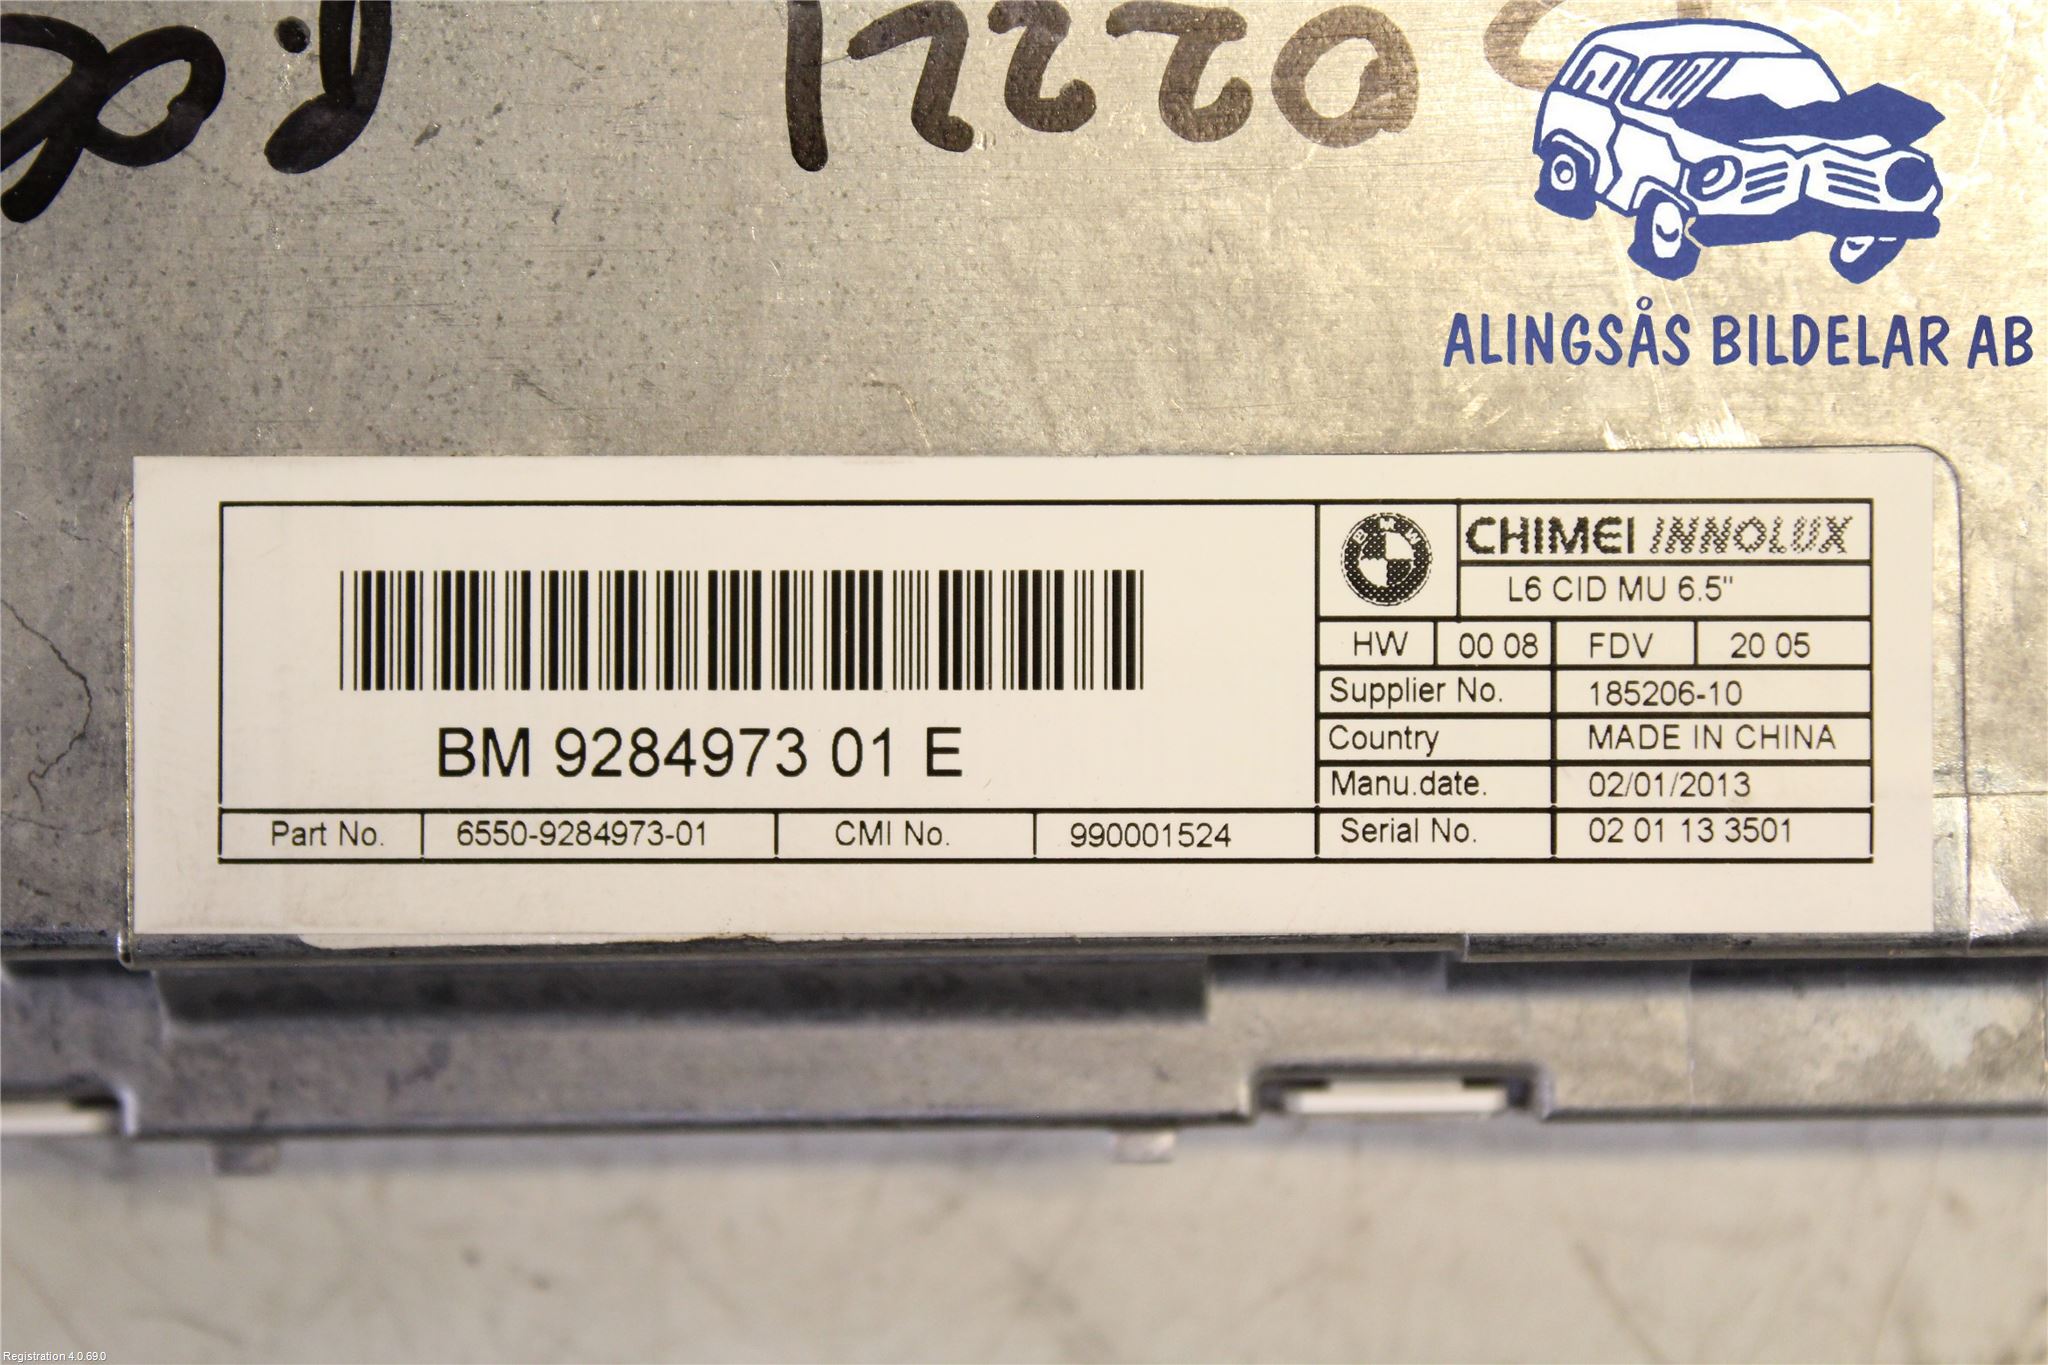 ALINGSÅS BILDELAR AB
CHIMEI INNOLUX
L6 CID MU 6.5"
HW 00 08 FDV 20 05
Supplier No. 185206-10
Country MADE IN CHINA
Manu.date. 02/01/2013
Serial No. 02 01 13 3501
BM 9284973 01 E
Part No. 6550-9284973-01 CMI No. 990001524
Registration 4.0.69.0